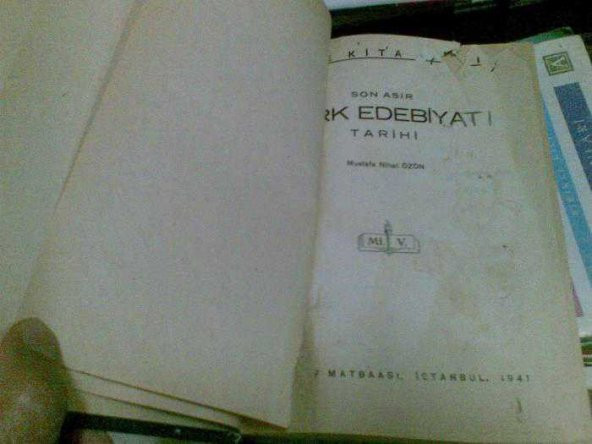 KİTA
SON ASIR
RK EDEBİYATI
TARİHİ
Mustafa Nihat ÖZÖN
MI. V.
MATBAASI, İSTANBUL, 1941